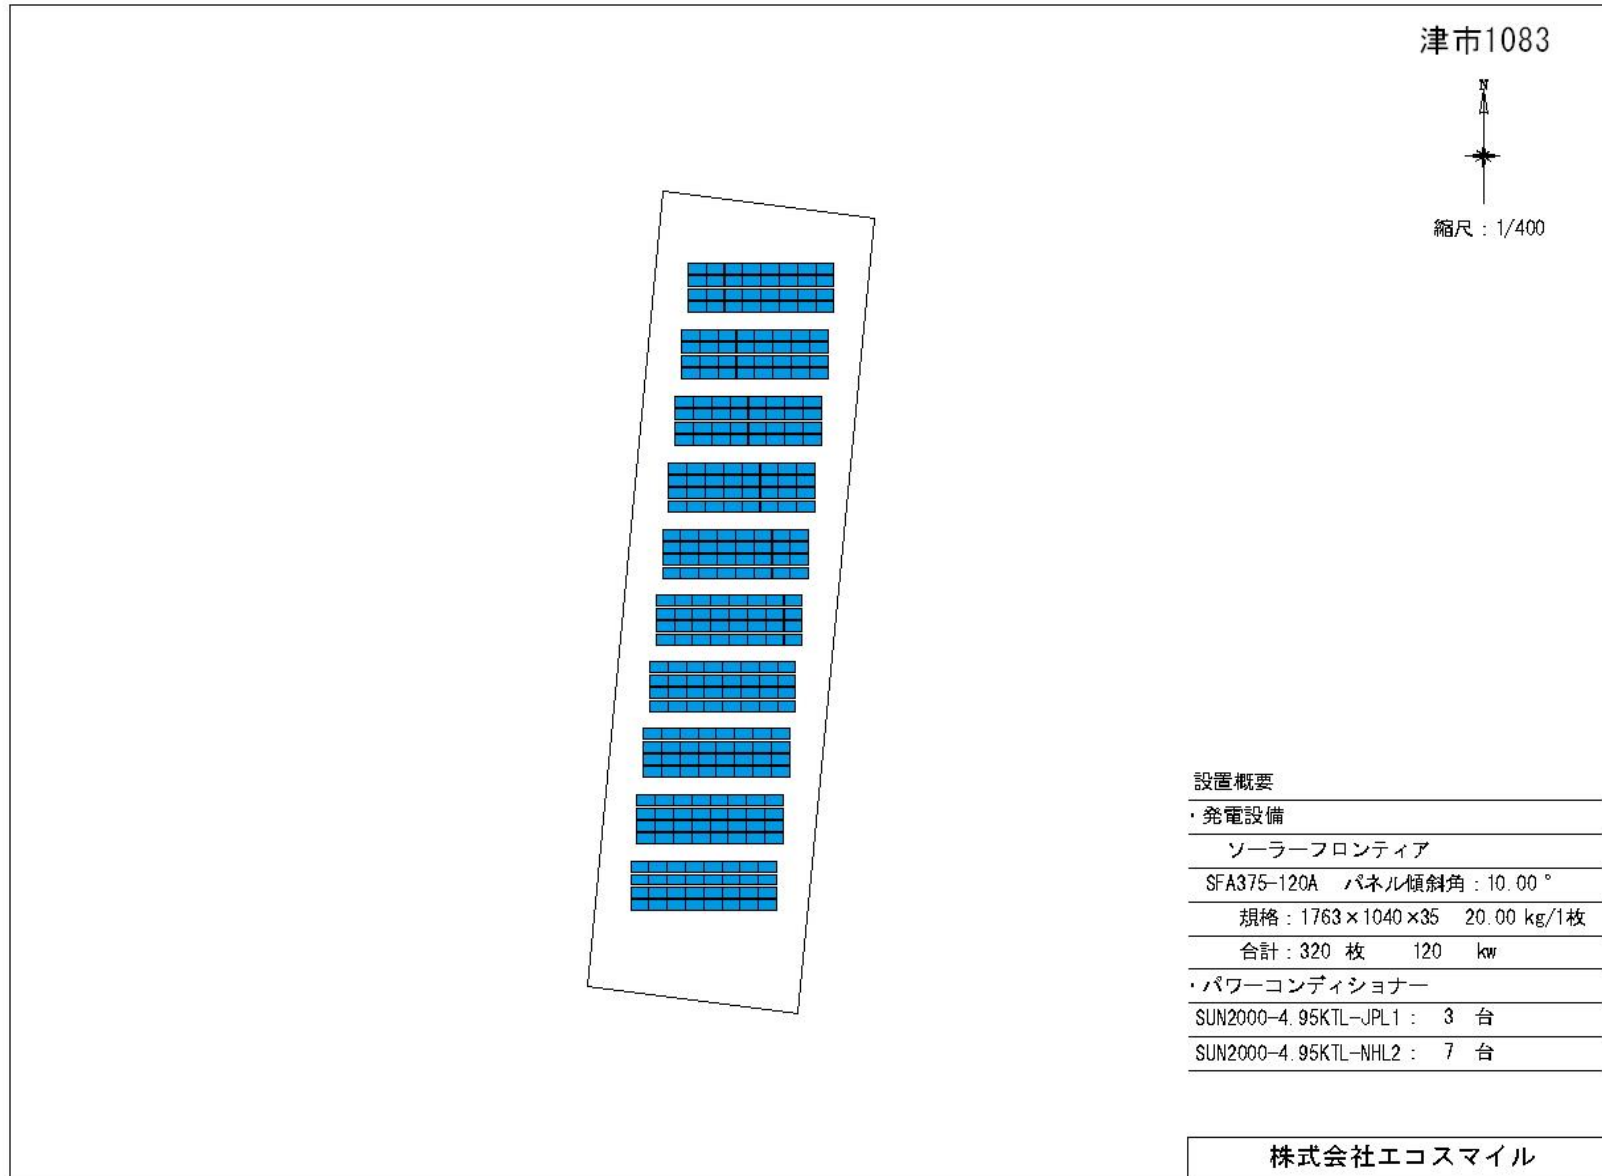 津市1083
N
縮尺：1/400
設置概要
・発電設備
ソーラーフロンティア
SFA375-120A　パネル傾斜角：10.00 °
規格：1763×1040×35　20.00 kg/1枚
合計：320 枚　120　kw
・パワーコンディショナー
SUN2000-4.95KTL-JPL1：　3　台
SUN2000-4.95KTL-NHL2：　7　台
株式会社エコスマイル